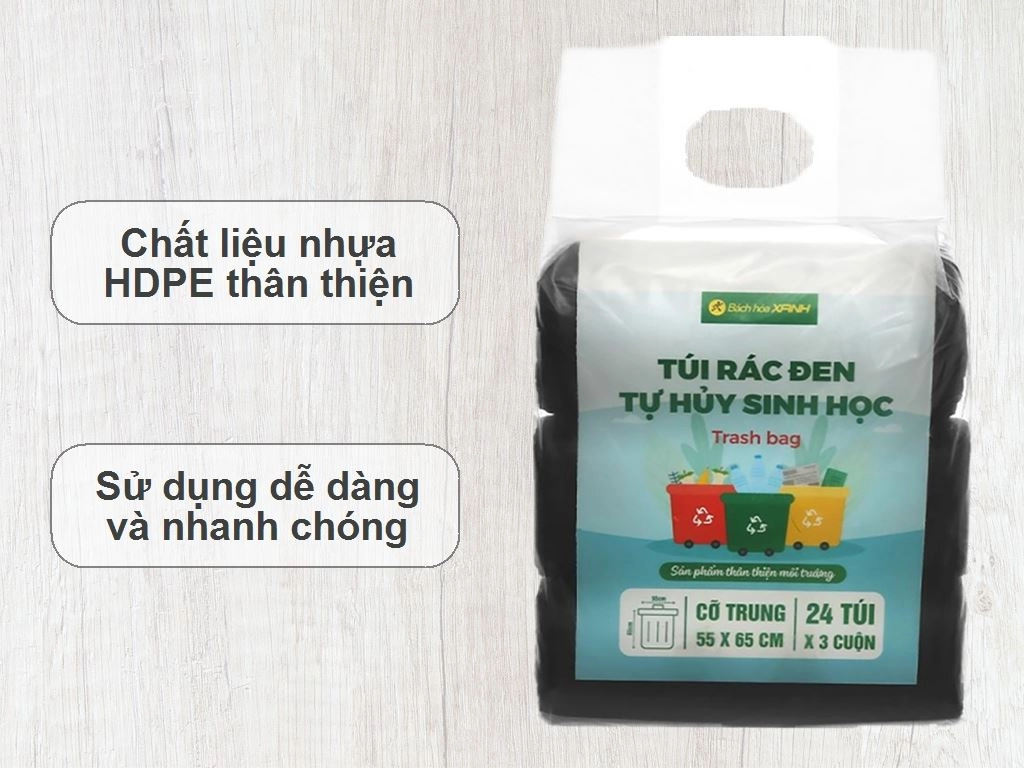 Chất liệu nhựa
HDPE thân thiện
Sử dụng dễ dàng
và nhanh chóng
Bách hóa XANH
TÚI RÁC ĐEN
TỰ HỦY SINH HỌC
Trash bag
Sản phẩm thân thiện môi trường
CỠ TRUNG
55 X 65 CM
24 TÚI
X 3 CUỘN